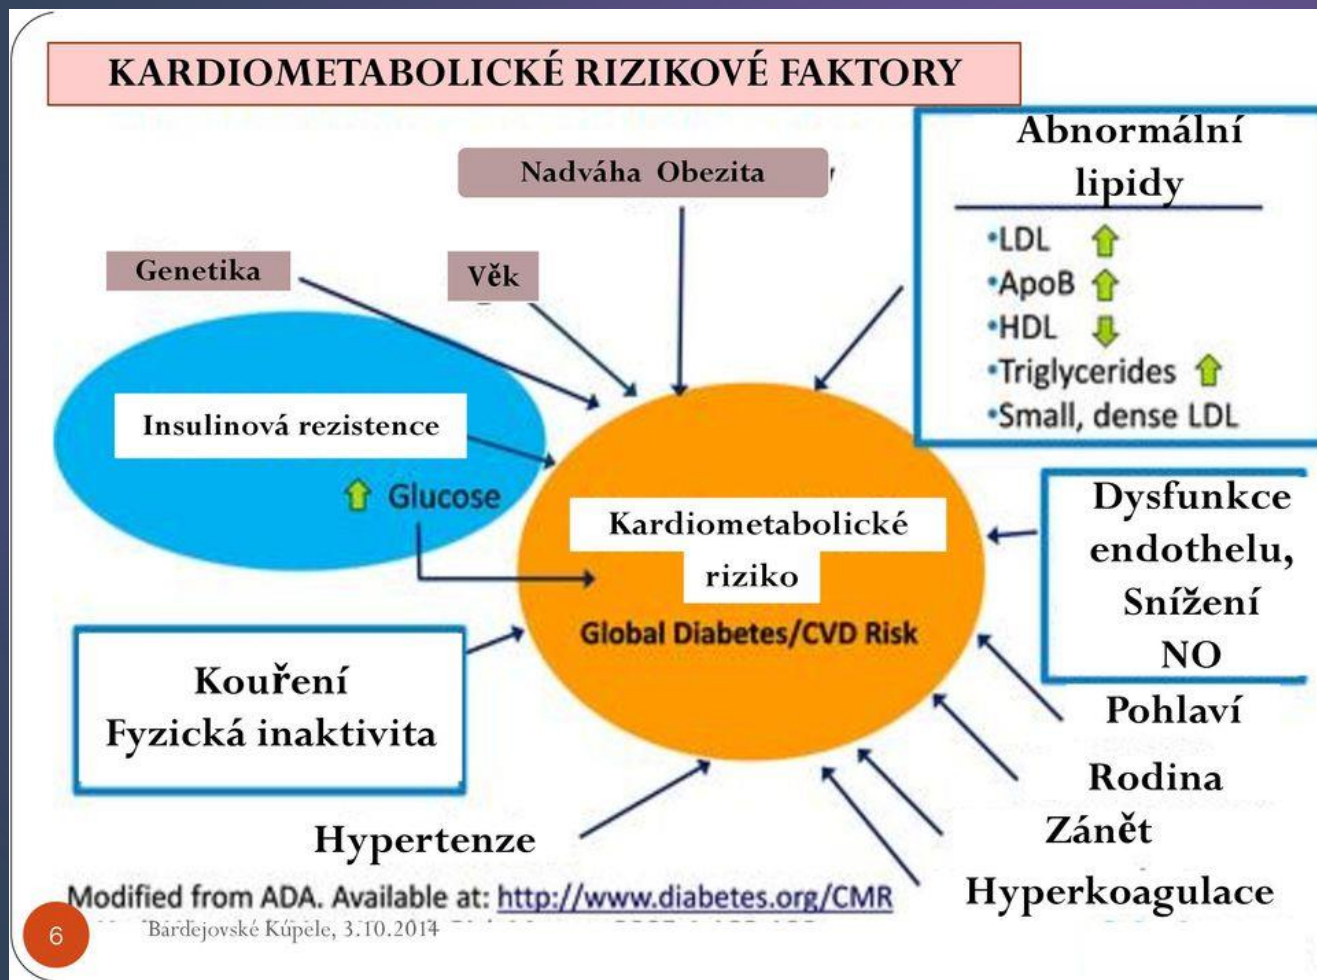 KARDIOMETABOLICKÉ RIZIKOVÉ FAKTORY
Nadváha Obezita
Genetika
Věk
Abnormální
lipidy
•LDL
•ApoB
•HDL
•Triglycerides
•Small, dense LDL
Insulinová rezistence
Glucose
Kardiometabolické
riziko
Global Diabetes/CVD Risk
Dysfunkce
endothelu,
Snížení
NO
Kouření
Fyzická inaktivita
Pohlaví
Rodina
Zánět
Hyperkoagulace
Hypertenze
Modified from ADA. Available at: http://www.diabetes.org/CMR
6
Bardejovské Kúpele, 3.10.2014